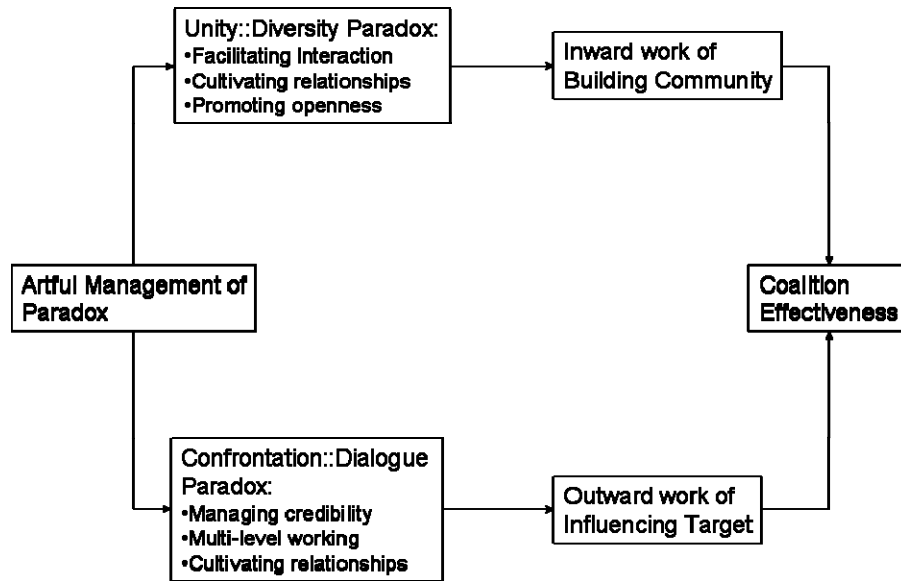 Unity::Diversity Paradox:
•Facilitating Interaction
•Cultivating relationships
•Promoting openness
Inward work of
Building Community
Artful Management of
Paradox
Coalition
Effectiveness
Confrontation::Dialogue
Paradox:
•Managing credibility
•Multi-level working
•Cultivating relationships
Outward work of
Influencing Target